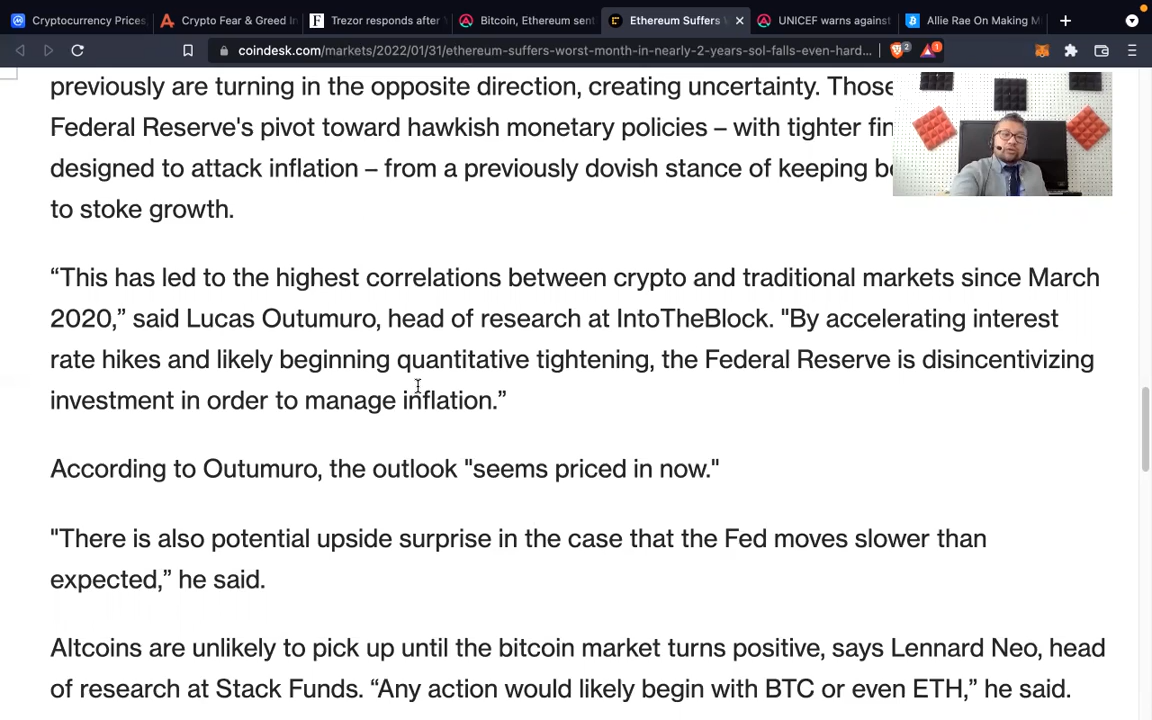 Cryptocurrency Prices,
Crypto Fear & Greed In
Trezor responds after
Bitcoin, Ethereum sent
Ethereum Suffers
UNICEF warns against
Allie Rae On Making M
coindesk.com/markets/2022/01/31/ethereum-suffers-worst-month-in-nearly-2-years-sol-falls-even-hard...
2
1
previously are turning in the opposite direction, creating uncertainty. Those
Federal Reserve's pivot toward hawkish monetary policies – with tighter fin
designed to attack inflation – from a previously dovish stance of keeping
to stoke growth.
“This has led to the highest correlations between crypto and traditional markets since March
2020,” said Lucas Outumuro, head of research at IntoTheBlock. "By accelerating interest
rate hikes and likely beginning quantitative tightening, the Federal Reserve is disincentivizing
investment in order to manage inflation.”
According to Outumuro, the outlook "seems priced in now."
"There is also potential upside surprise in the case that the Fed moves slower than
expected,” he said.
Altcoins are unlikely to pick up until the bitcoin market turns positive, says Lennard Neo, head
of research at Stack Funds. “Any action would likely begin with BTC or even ETH,” he said.